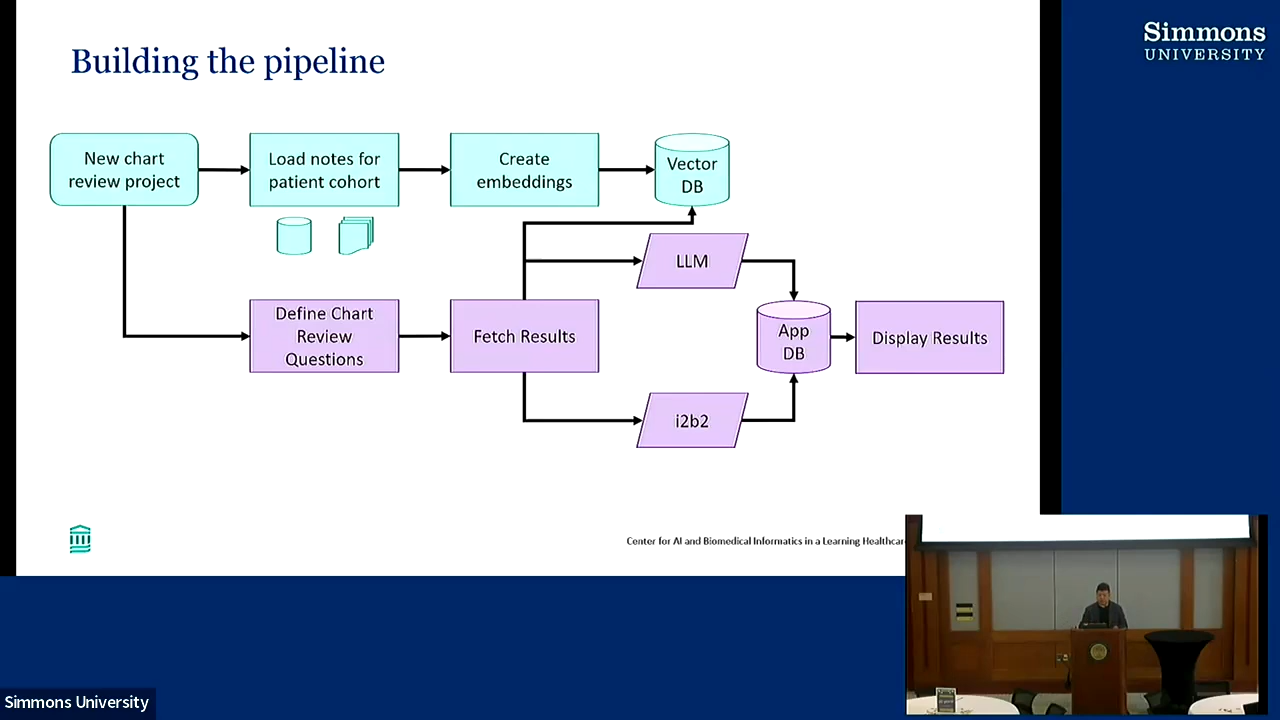 Building the pipeline
Simmons
UNIVERSITY
New chart
review project
Load notes for
patient cohort
Create
embeddings
Vector
DB
LLM
Define Chart
Review
Questions
Fetch Results
App
DB
Display Results
i2b2
Center for AI and Biomedical Informatics in a Learning Healthcar
Simmons University